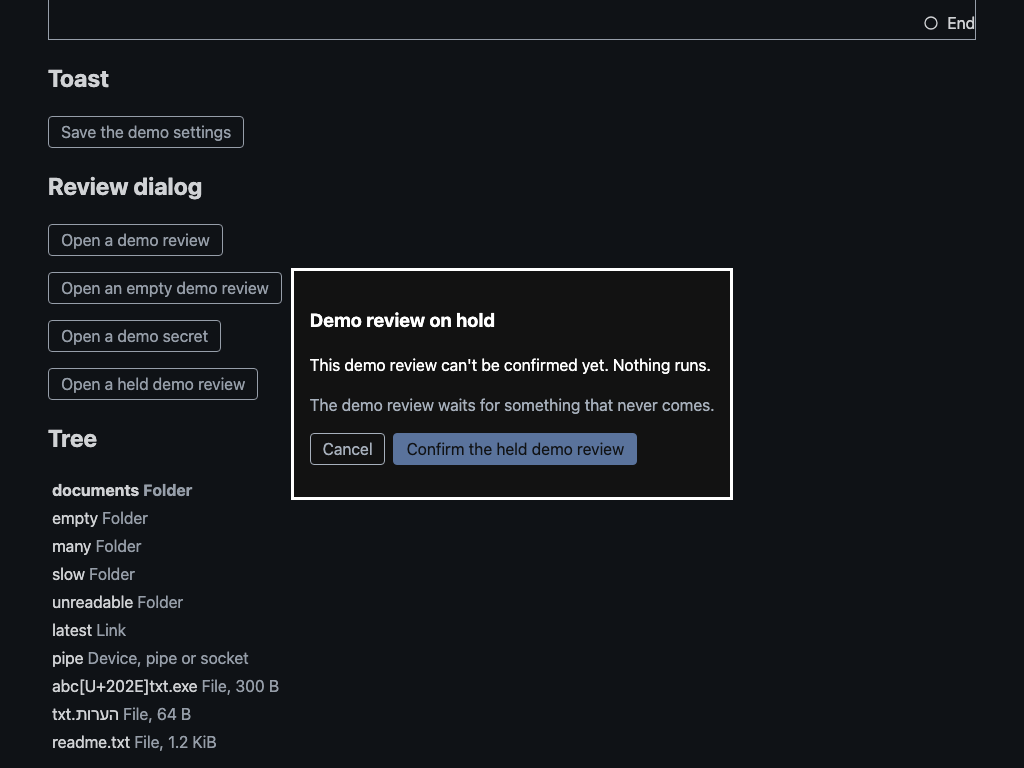 End
Toast
Save the demo settings
Review dialog
Open a demo review
Open an empty demo review
Open a demo secret
Open a held demo review
Demo review on hold
This demo review can't be confirmed yet. Nothing runs.
The demo review waits for something that never comes.
Cancel
Confirm the held demo review
Tree
documents Folder
empty Folder
many Folder
slow Folder
unreadable Folder
latest Link
pipe Device, pipe or socket
abc[U+202E]txt.exe File, 300 B
הערות.txt File, 64 B
readme.txt File, 1.2 KiB